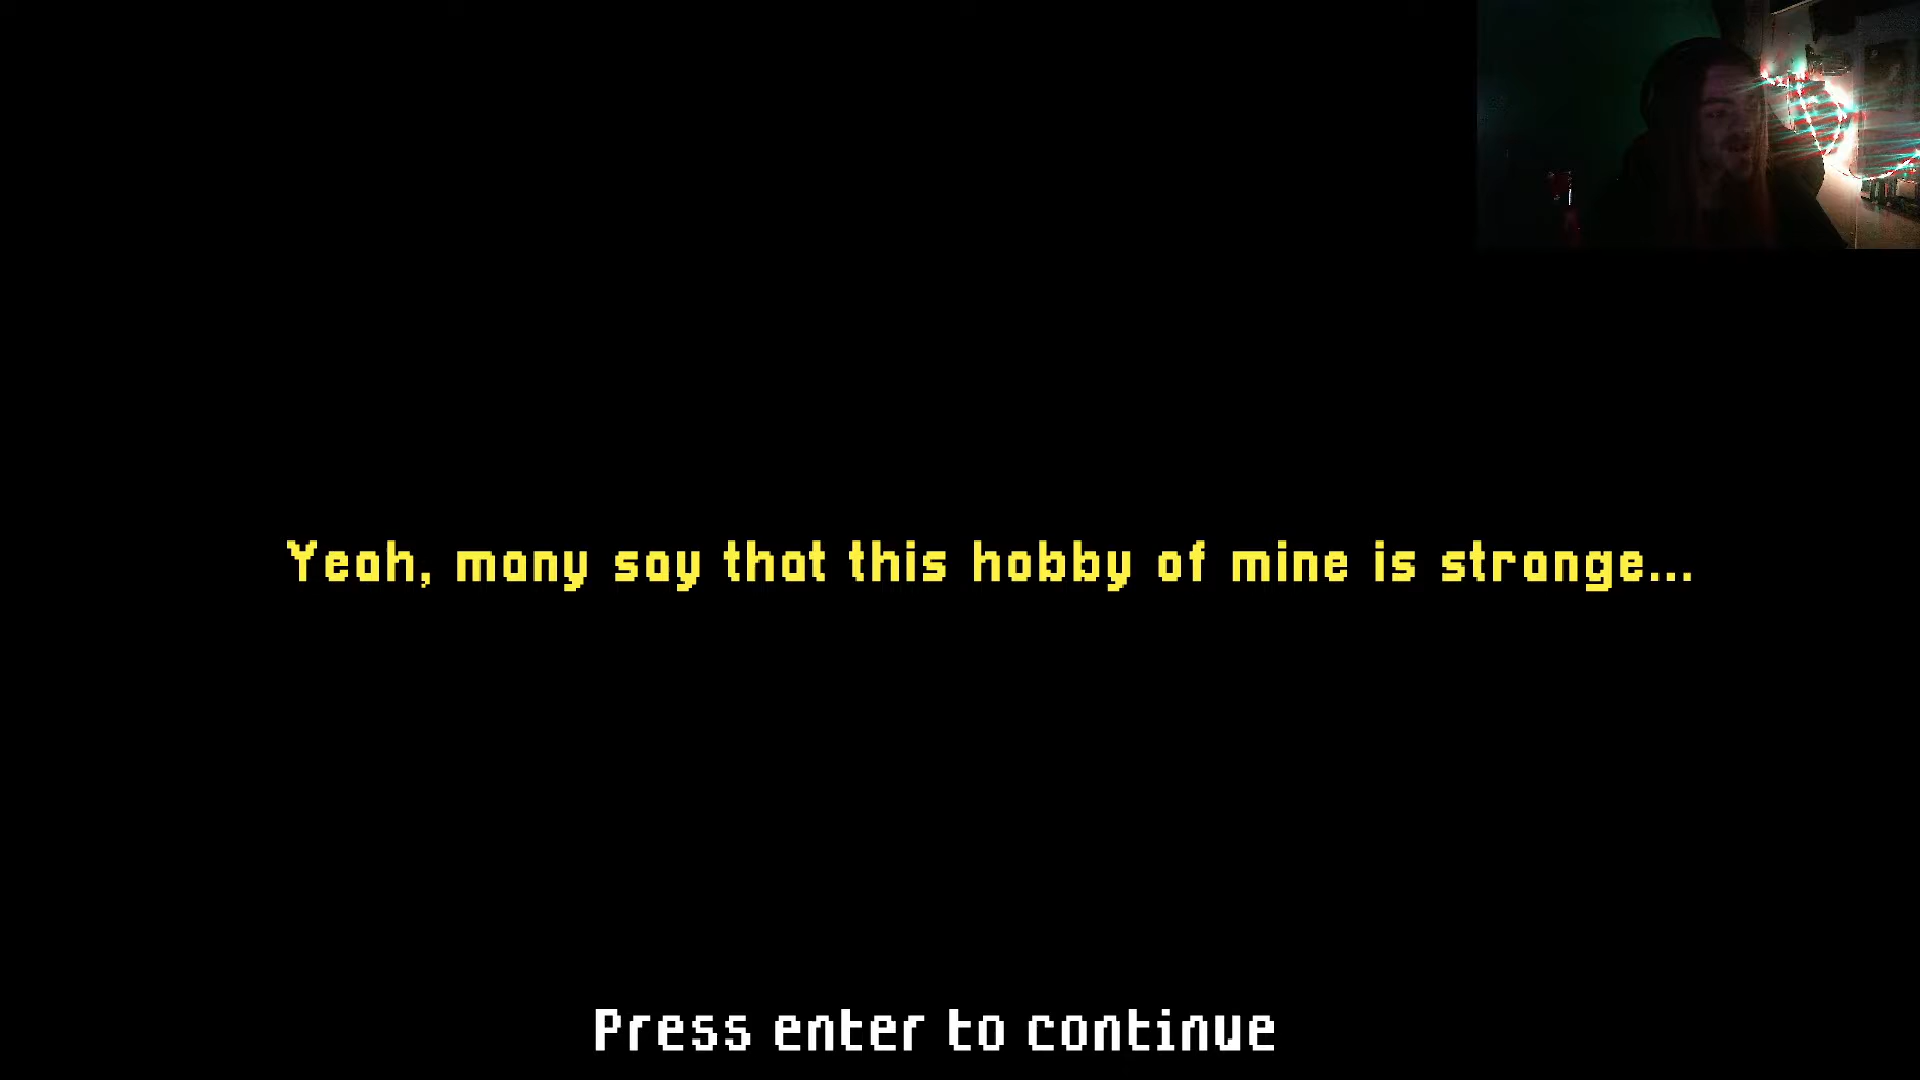 Yeah, many say that this hobby of mine is strange...
Press enter to continue